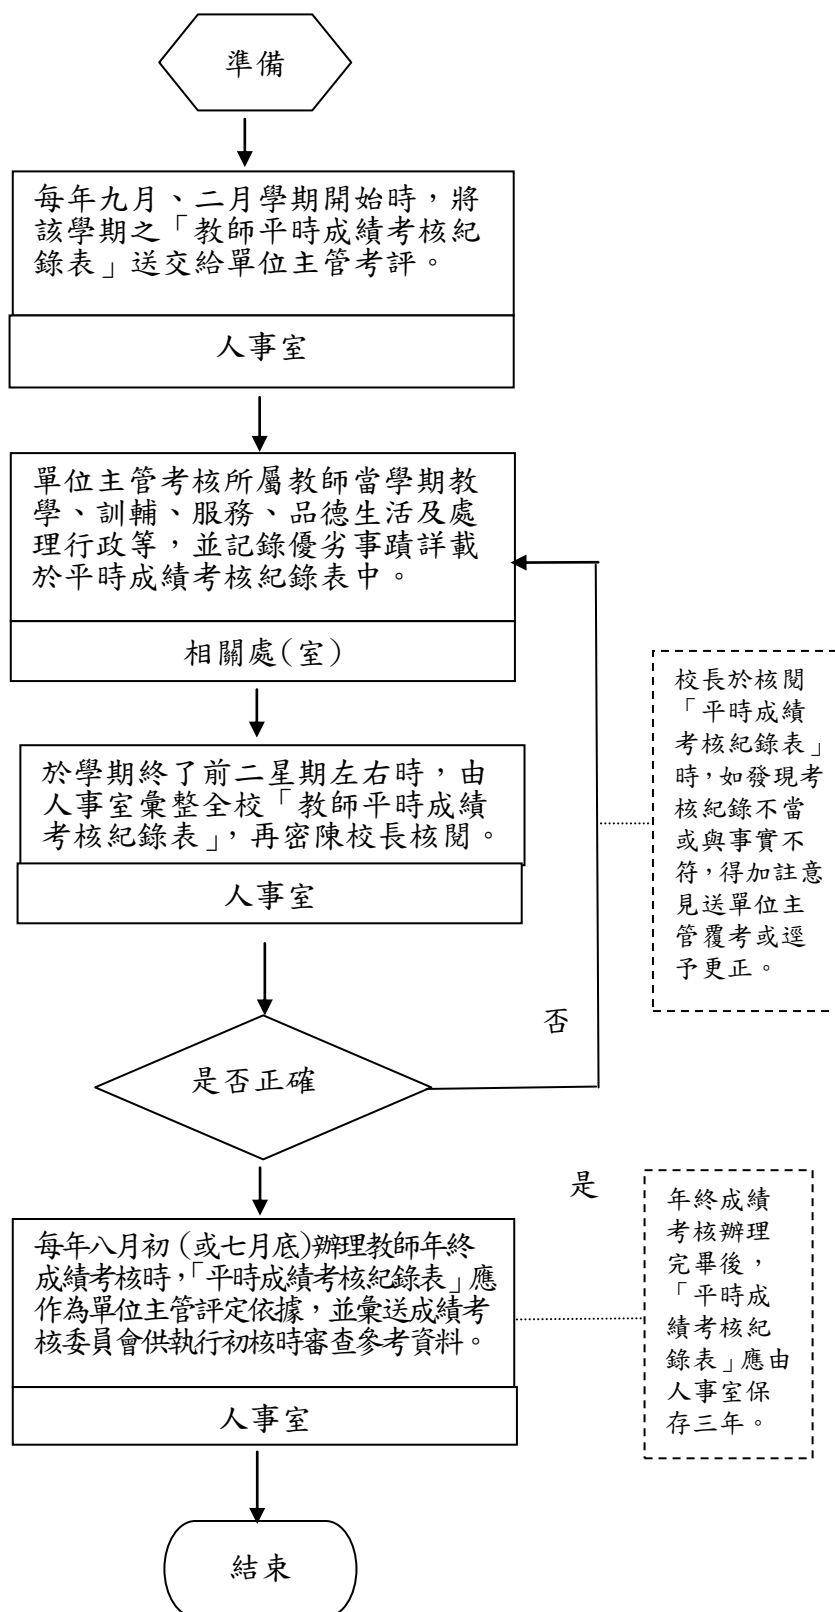 準備
每年九月、二月學期開始時，將
該學期之「教師平時成績考核紀
錄表」送交給單位主管考評。
人事室
單位主管考核所屬教師當學期教
學、訓輔、服務、品德生活及處
理行政等，並記錄優劣事蹟詳載
於平時成績考核紀錄表中。
相關處(室)
於學期終了前二星期左右時，由
人事室彙整全校「教師平時成績
考核紀錄表」，再密陳校長核閱。
人事室
校長於核閱
「平時成績
考核紀錄表」
時，如發現考
核紀錄不當
或與事實不
符，得加註意
見送單位主
管覆考或逕
予更正。
否
是否正確
是
每年八月初(或七月底)辦理教師年終
成績考核時，「平時成績考核紀錄表」應
作為單位主管評定依據，並彙送成績考
核委員會供執行初核時審查參考資料。
人事室
年終成績
考核辦理
完畢後，
「平時成
績考核紀
錄表」應由
人事室保
存三年。
結束